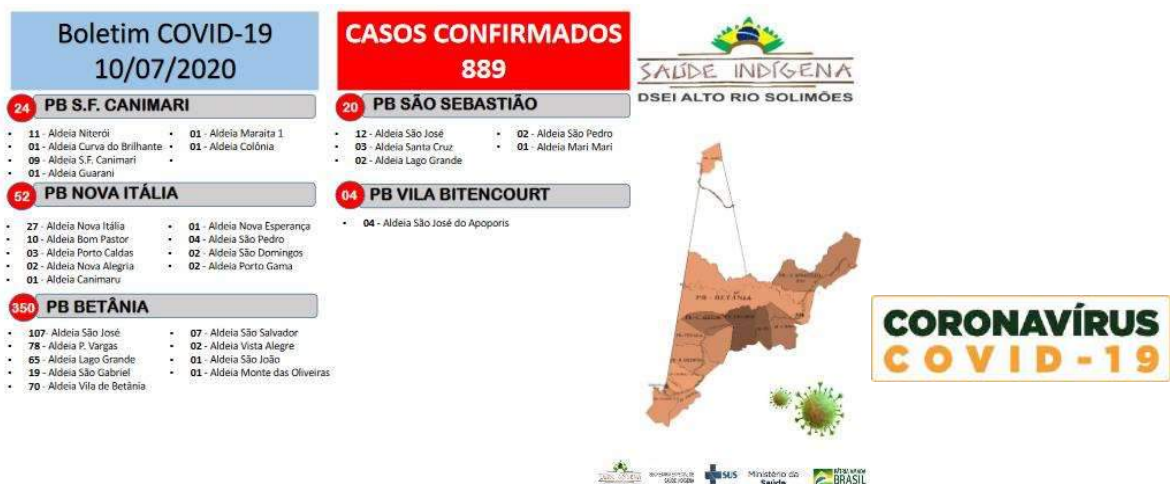 Boletim COVID-19
10/07/2020
CASOS CONFIRMADOS
889
SAÚDE INDÍGENA
DSEI ALTO RIO SOLIMÕES
24 PB S.F. CANIMARI
• 11 - Aldeia Niterói
• 01 - Aldeia Curva do Brilhante
• 09 - Aldeia S.F. Canimari
• 01 - Aldeia Guarani
• 01 - Aldeia Maraita 1
• 01 - Aldeia Colônia
•
20 PB SÃO SEBASTIÃO
• 12 - Aldeia São José
• 03 - Aldeia Santa Cruz
• 02 - Aldeia Lago Grande
• 02 - Aldeia São Pedro
• 01 - Aldeia Mari Mari
52 PB NOVA ITÁLIA
• 27 - Aldeia Nova Itália
• 10 - Aldeia Bom Pastor
• 03 - Aldeia Porto Caldas
• 02 - Aldeia Nova Alegria
• 01 - Aldeia Canimaru
• 01 - Aldeia Nova Esperança
• 04 - Aldeia São Pedro
• 02 - Aldeia São Domingos
• 02 - Aldeia Porto Gama
04 PB VILA BITENCOURT
• 04 - Aldeia São José do Apoporis
350 PB BETÂNIA
• 107- Aldeia São José
• 78 - Aldeia P. Vargas
• 65 - Aldeia Lago Grande
• 19 - Aldeia São Gabriel
• 70 - Aldeia Vila de Betânia
• 07 - Aldeia São Salvador
• 02 - Aldeia Vista Alegre
• 01 - Aldeia São João
• 01 - Aldeia Monte das Oliveiras
PB - BETÂNIA
CORONAVÍRUS
COVID-19
SUS
Ministério da
Saúde
BRASIL